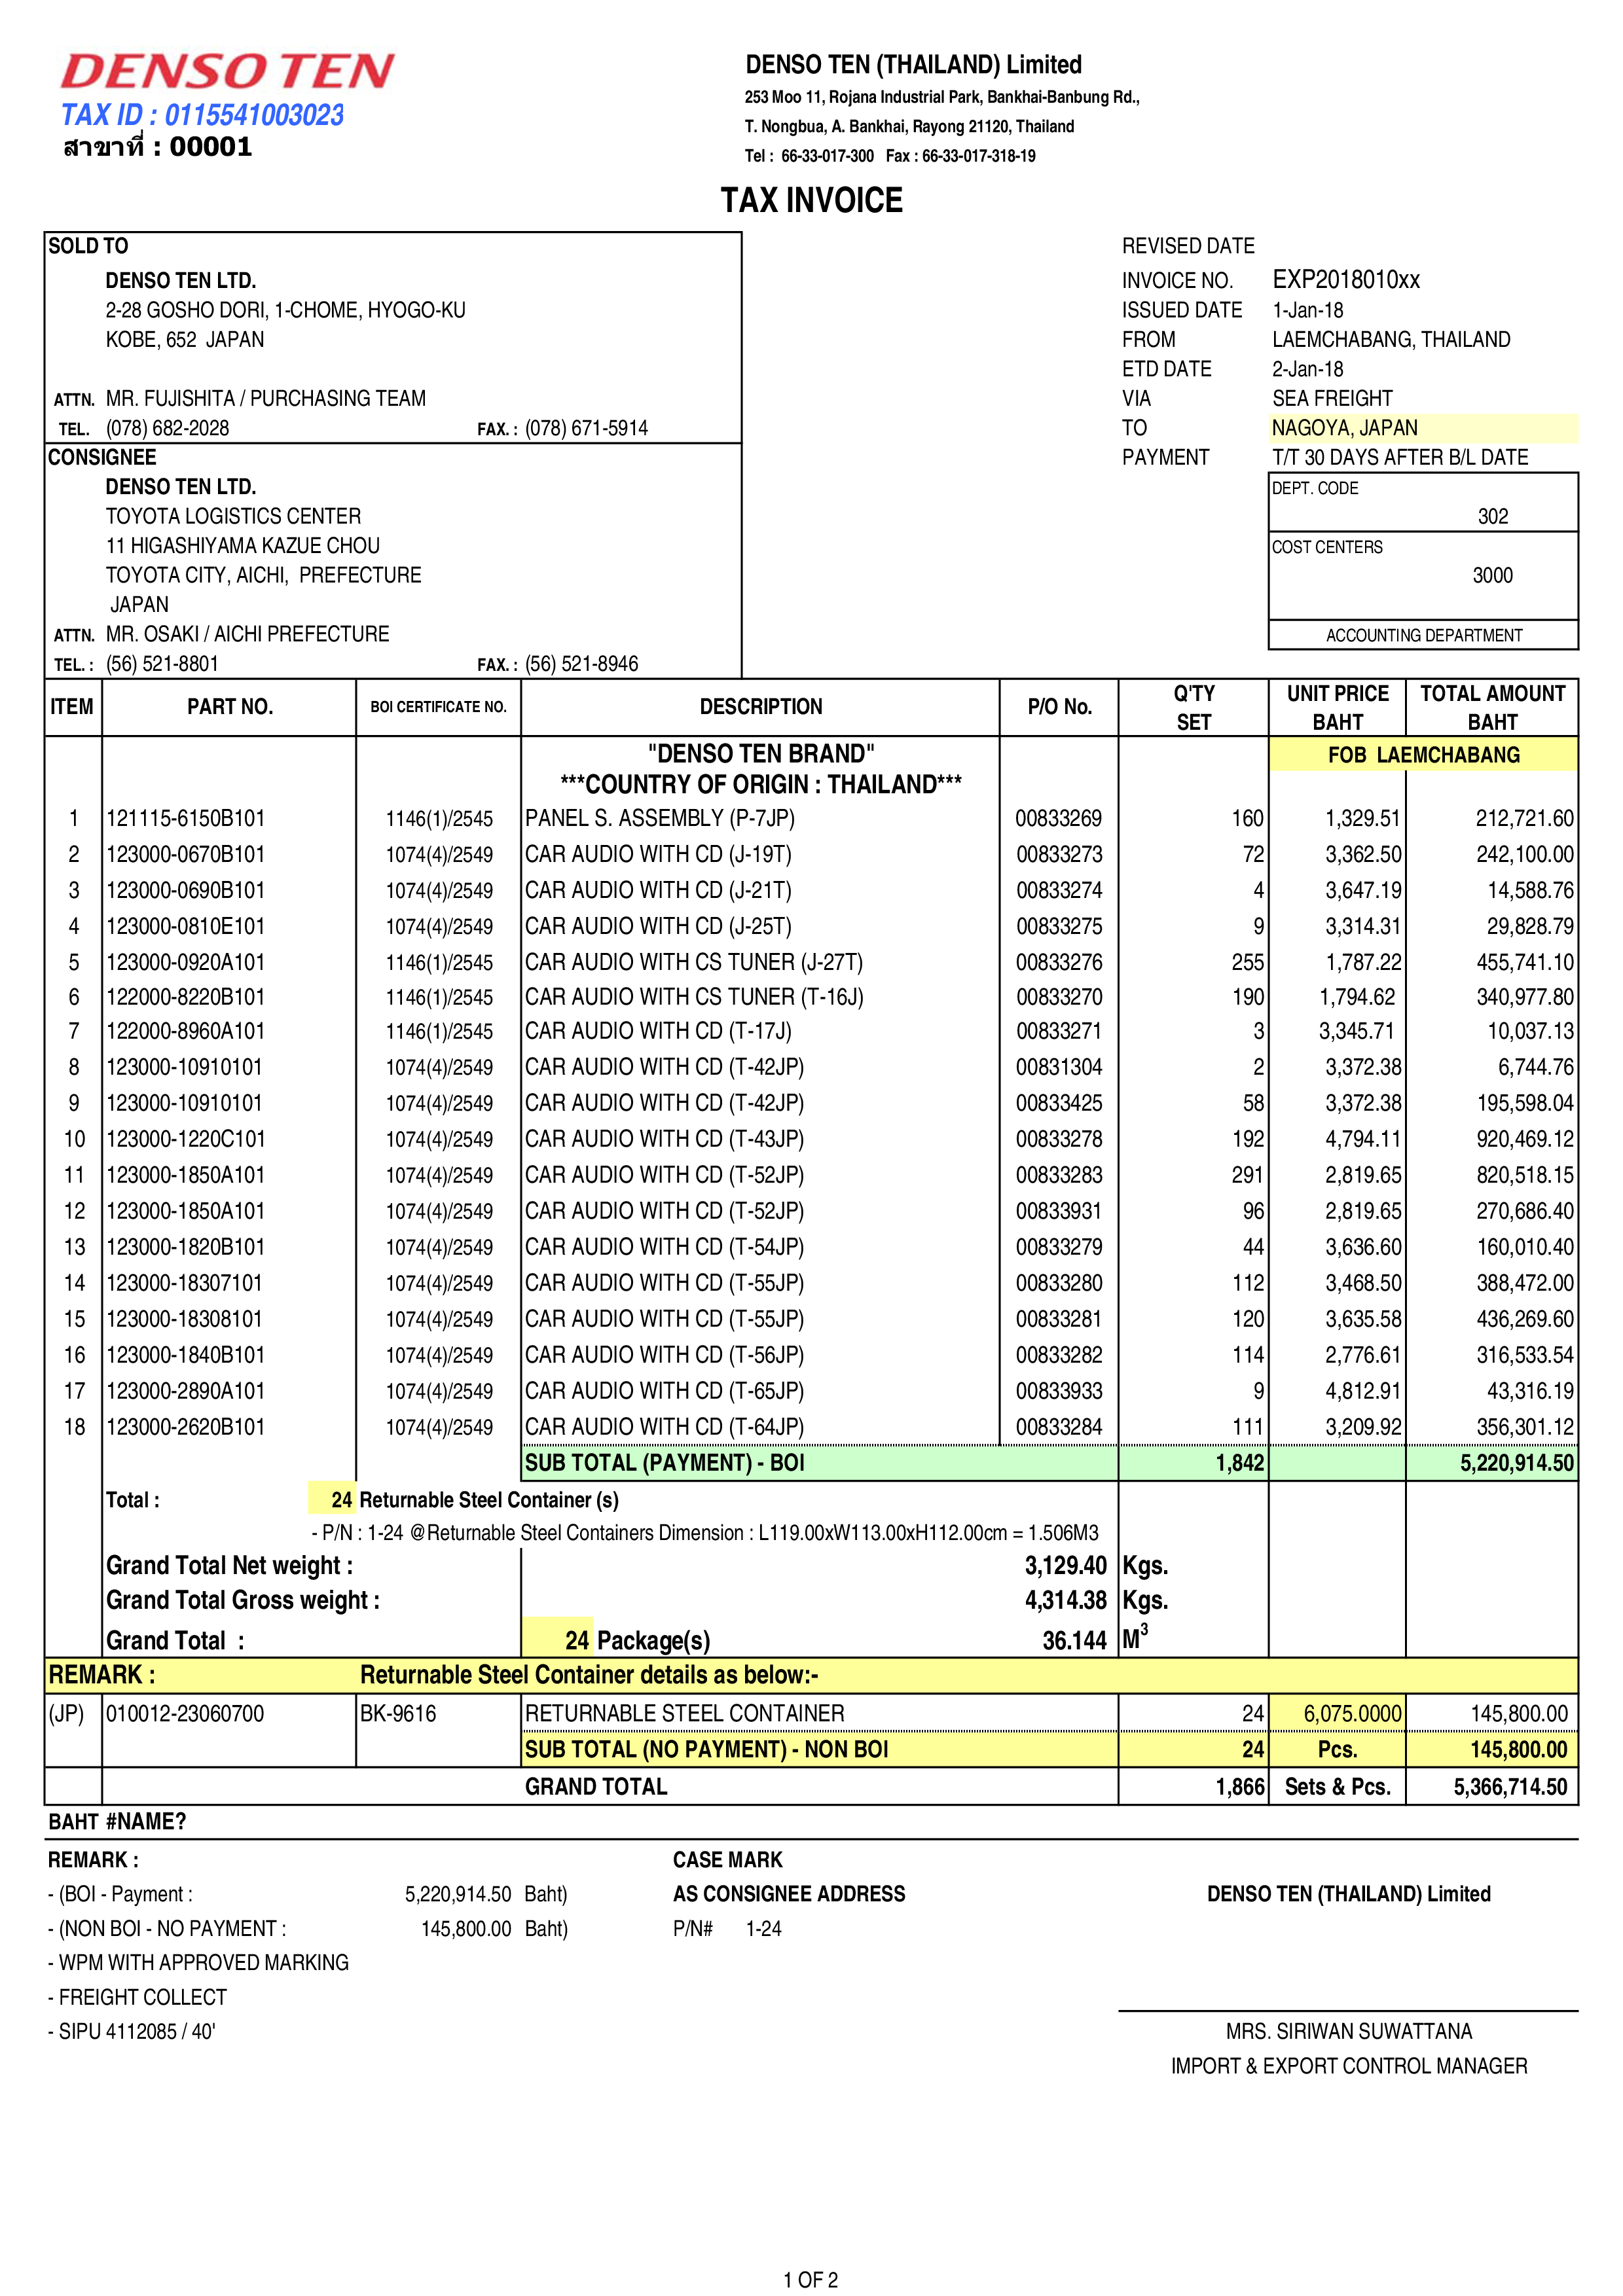 DENSO TEN
TAX ID : 0115541003023
สาขาที่ : 00001
DENSO TEN (THAILAND) Limited
253 Moo 11, Rojana Industrial Park, Bankhai-Banbung Rd.,
T. Nongbua, A. Bankhai, Rayong 21120, Thailand
Tel : 66-33-017-300 Fax : 66-33-017-318-19
TAX INVOICE
SOLD TO
DENSO TEN LTD.
2-28 GOSHO DORI, 1-CHOME, HYOGO-KU
KOBE, 652 JAPAN
ATTN. MR. FUJISHITA / PURCHASING TEAM
TEL. (078) 682-2028 FAX. : (078) 671-5914
CONSIGNEE
DENSO TEN LTD.
TOYOTA LOGISTICS CENTER
11 HIGASHIYAMA KAZUE CHOU
TOYOTA CITY, AICHI, PREFECTURE
JAPAN
ATTN. MR. OSAKI / AICHI PREFECTURE
TEL. : (56) 521-8801 FAX. : (56) 521-8946
REVISED DATE
INVOICE NO. EXP2018010xx
ISSUED DATE 1-Jan-18
FROM LAEMCHABANG, THAILAND
ETD DATE 2-Jan-18
VIA SEA FREIGHT
TO NAGOYA, JAPAN
PAYMENT T/T 30 DAYS AFTER B/L DATE
DEPT. CODE
302
COST CENTERS
3000
ACCOUNTING DEPARTMENT
ITEM PART NO. BOI CERTIFICATE NO. DESCRIPTION P/O No. Q'TY SET UNIT PRICE BAHT TOTAL AMOUNT BAHT
"DENSO TEN BRAND" FOB LAEMCHABANG
***COUNTRY OF ORIGIN : THAILAND***
1 121115-6150B101 1146(1)/2545 PANEL S. ASSEMBLY (P-7JP) 00833269 160 1,329.51 212,721.60
2 123000-0670B101 1074(4)/2549 CAR AUDIO WITH CD (J-19T) 00833273 72 3,362.50 242,100.00
3 123000-0690B101 1074(4)/2549 CAR AUDIO WITH CD (J-21T) 00833274 4 3,647.19 14,588.76
4 123000-0810E101 1074(4)/2549 CAR AUDIO WITH CD (J-25T) 00833275 9 3,314.31 29,828.79
5 123000-0920A101 1146(1)/2545 CAR AUDIO WITH CS TUNER (J-27T) 00833276 255 1,787.22 455,741.10
6 122000-8220B101 1146(1)/2545 CAR AUDIO WITH CS TUNER (T-16J) 00833270 190 1,794.62 340,977.80
7 122000-8960A101 1146(1)/2545 CAR AUDIO WITH CD (T-17J) 00833271 3 3,345.71 10,037.13
8 123000-10910101 1074(4)/2549 CAR AUDIO WITH CD (T-42JP) 00831304 2 3,372.38 6,744.76
9 123000-10910101 1074(4)/2549 CAR AUDIO WITH CD (T-42JP) 00833425 58 3,372.38 195,598.04
10 123000-1220C101 1074(4)/2549 CAR AUDIO WITH CD (T-43JP) 00833278 192 4,794.11 920,469.12
11 123000-1850A101 1074(4)/2549 CAR AUDIO WITH CD (T-52JP) 00833283 291 2,819.65 820,518.15
12 123000-1850A101 1074(4)/2549 CAR AUDIO WITH CD (T-52JP) 00833931 96 2,819.65 270,686.40
13 123000-1820B101 1074(4)/2549 CAR AUDIO WITH CD (T-54JP) 00833279 44 3,636.60 160,010.40
14 123000-18307101 1074(4)/2549 CAR AUDIO WITH CD (T-55JP) 00833280 112 3,468.50 388,472.00
15 123000-18308101 1074(4)/2549 CAR AUDIO WITH CD (T-55JP) 00833281 120 3,635.58 436,269.60
16 123000-1840B101 1074(4)/2549 CAR AUDIO WITH CD (T-56JP) 00833282 114 2,776.61 316,533.54
17 123000-2890A101 1074(4)/2549 CAR AUDIO WITH CD (T-65JP) 00833933 9 4,812.91 43,316.19
18 123000-2620B101 1074(4)/2549 CAR AUDIO WITH CD (T-64JP) 00833284 111 3,209.92 356,301.12
SUB TOTAL (PAYMENT) - BOI 1,842 5,220,914.50
Total : 24 Returnable Steel Container (s)
- P/N : 1-24 @Returnable Steel Containers Dimension : L119.00xW113.00xH112.00cm = 1.506M3
Grand Total Net weight : 3,129.40 Kgs.
Grand Total Gross weight : 4,314.38 Kgs.
Grand Total : 24 Package(s) 36.144 M³
REMARK : Returnable Steel Container details as below:-
(JP) 010012-23060700 BK-9616 RETURNABLE STEEL CONTAINER 24 6,075.0000 145,800.00
SUB TOTAL (NO PAYMENT) - NON BOI 24 Pcs. 145,800.00
GRAND TOTAL 1,866 Sets & Pcs. 5,366,714.50
BAHT #NAME?
REMARK :
- (BOI - Payment : 5,220,914.50 Baht)
- (NON BOI - NO PAYMENT : 145,800.00 Baht)
- WPM WITH APPROVED MARKING
- FREIGHT COLLECT
- SIPU 4112085 / 40'
CASE MARK
AS CONSIGNEE ADDRESS
P/N# 1-24
DENSO TEN (THAILAND) Limited
MRS. SIRIWAN SUWATTANA
IMPORT & EXPORT CONTROL MANAGER
1 OF 2